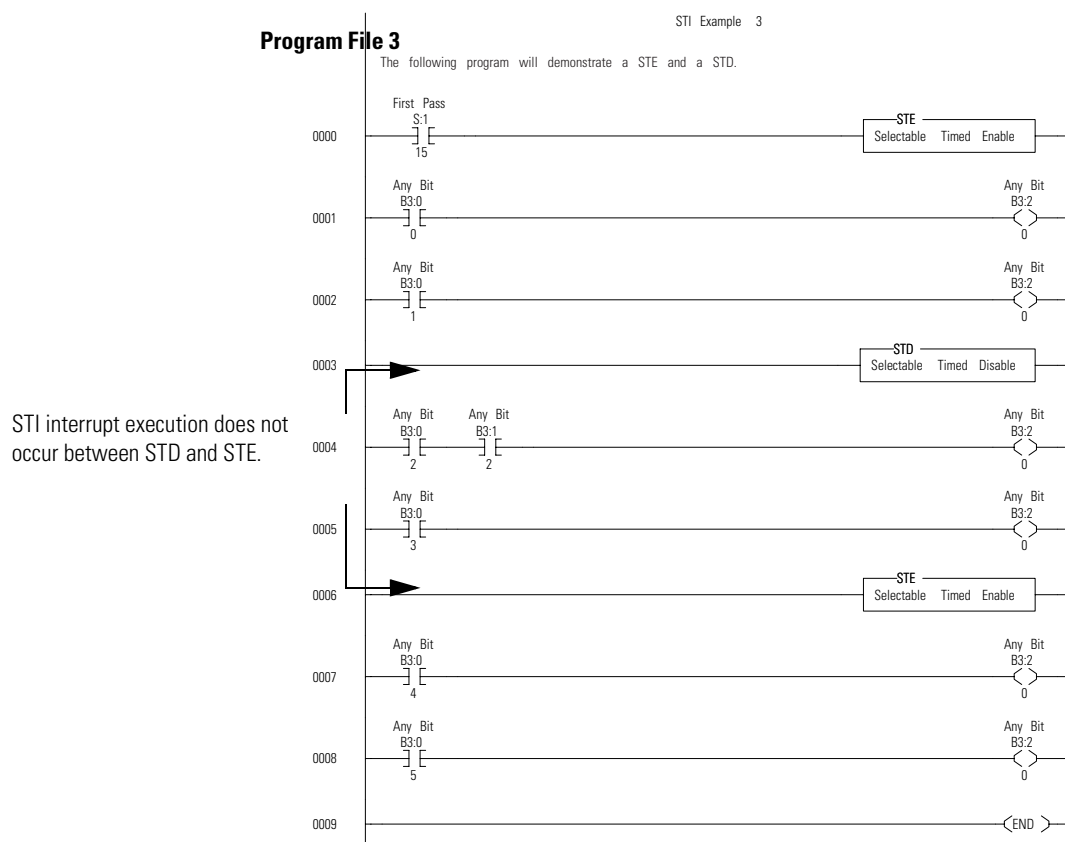 STI Example 3
Program File 3
The following program will demonstrate a STE and a STD.
First Pass
S:1
15
0000
STE
Selectable Timed Enable
Any Bit
B3:0
0
0001
Any Bit
B3:2
0
Any Bit
B3:0
1
0002
Any Bit
B3:2
0
0003
STD
Selectable Timed Disable
STI interrupt execution does not
occur between STD and STE.
Any Bit
B3:0
2
Any Bit
B3:1
2
0004
Any Bit
B3:2
0
Any Bit
B3:0
3
0005
Any Bit
B3:2
0
0006
STE
Selectable Timed Enable
Any Bit
B3:0
4
0007
Any Bit
B3:2
0
Any Bit
B3:0
5
0008
Any Bit
B3:2
0
0009
END